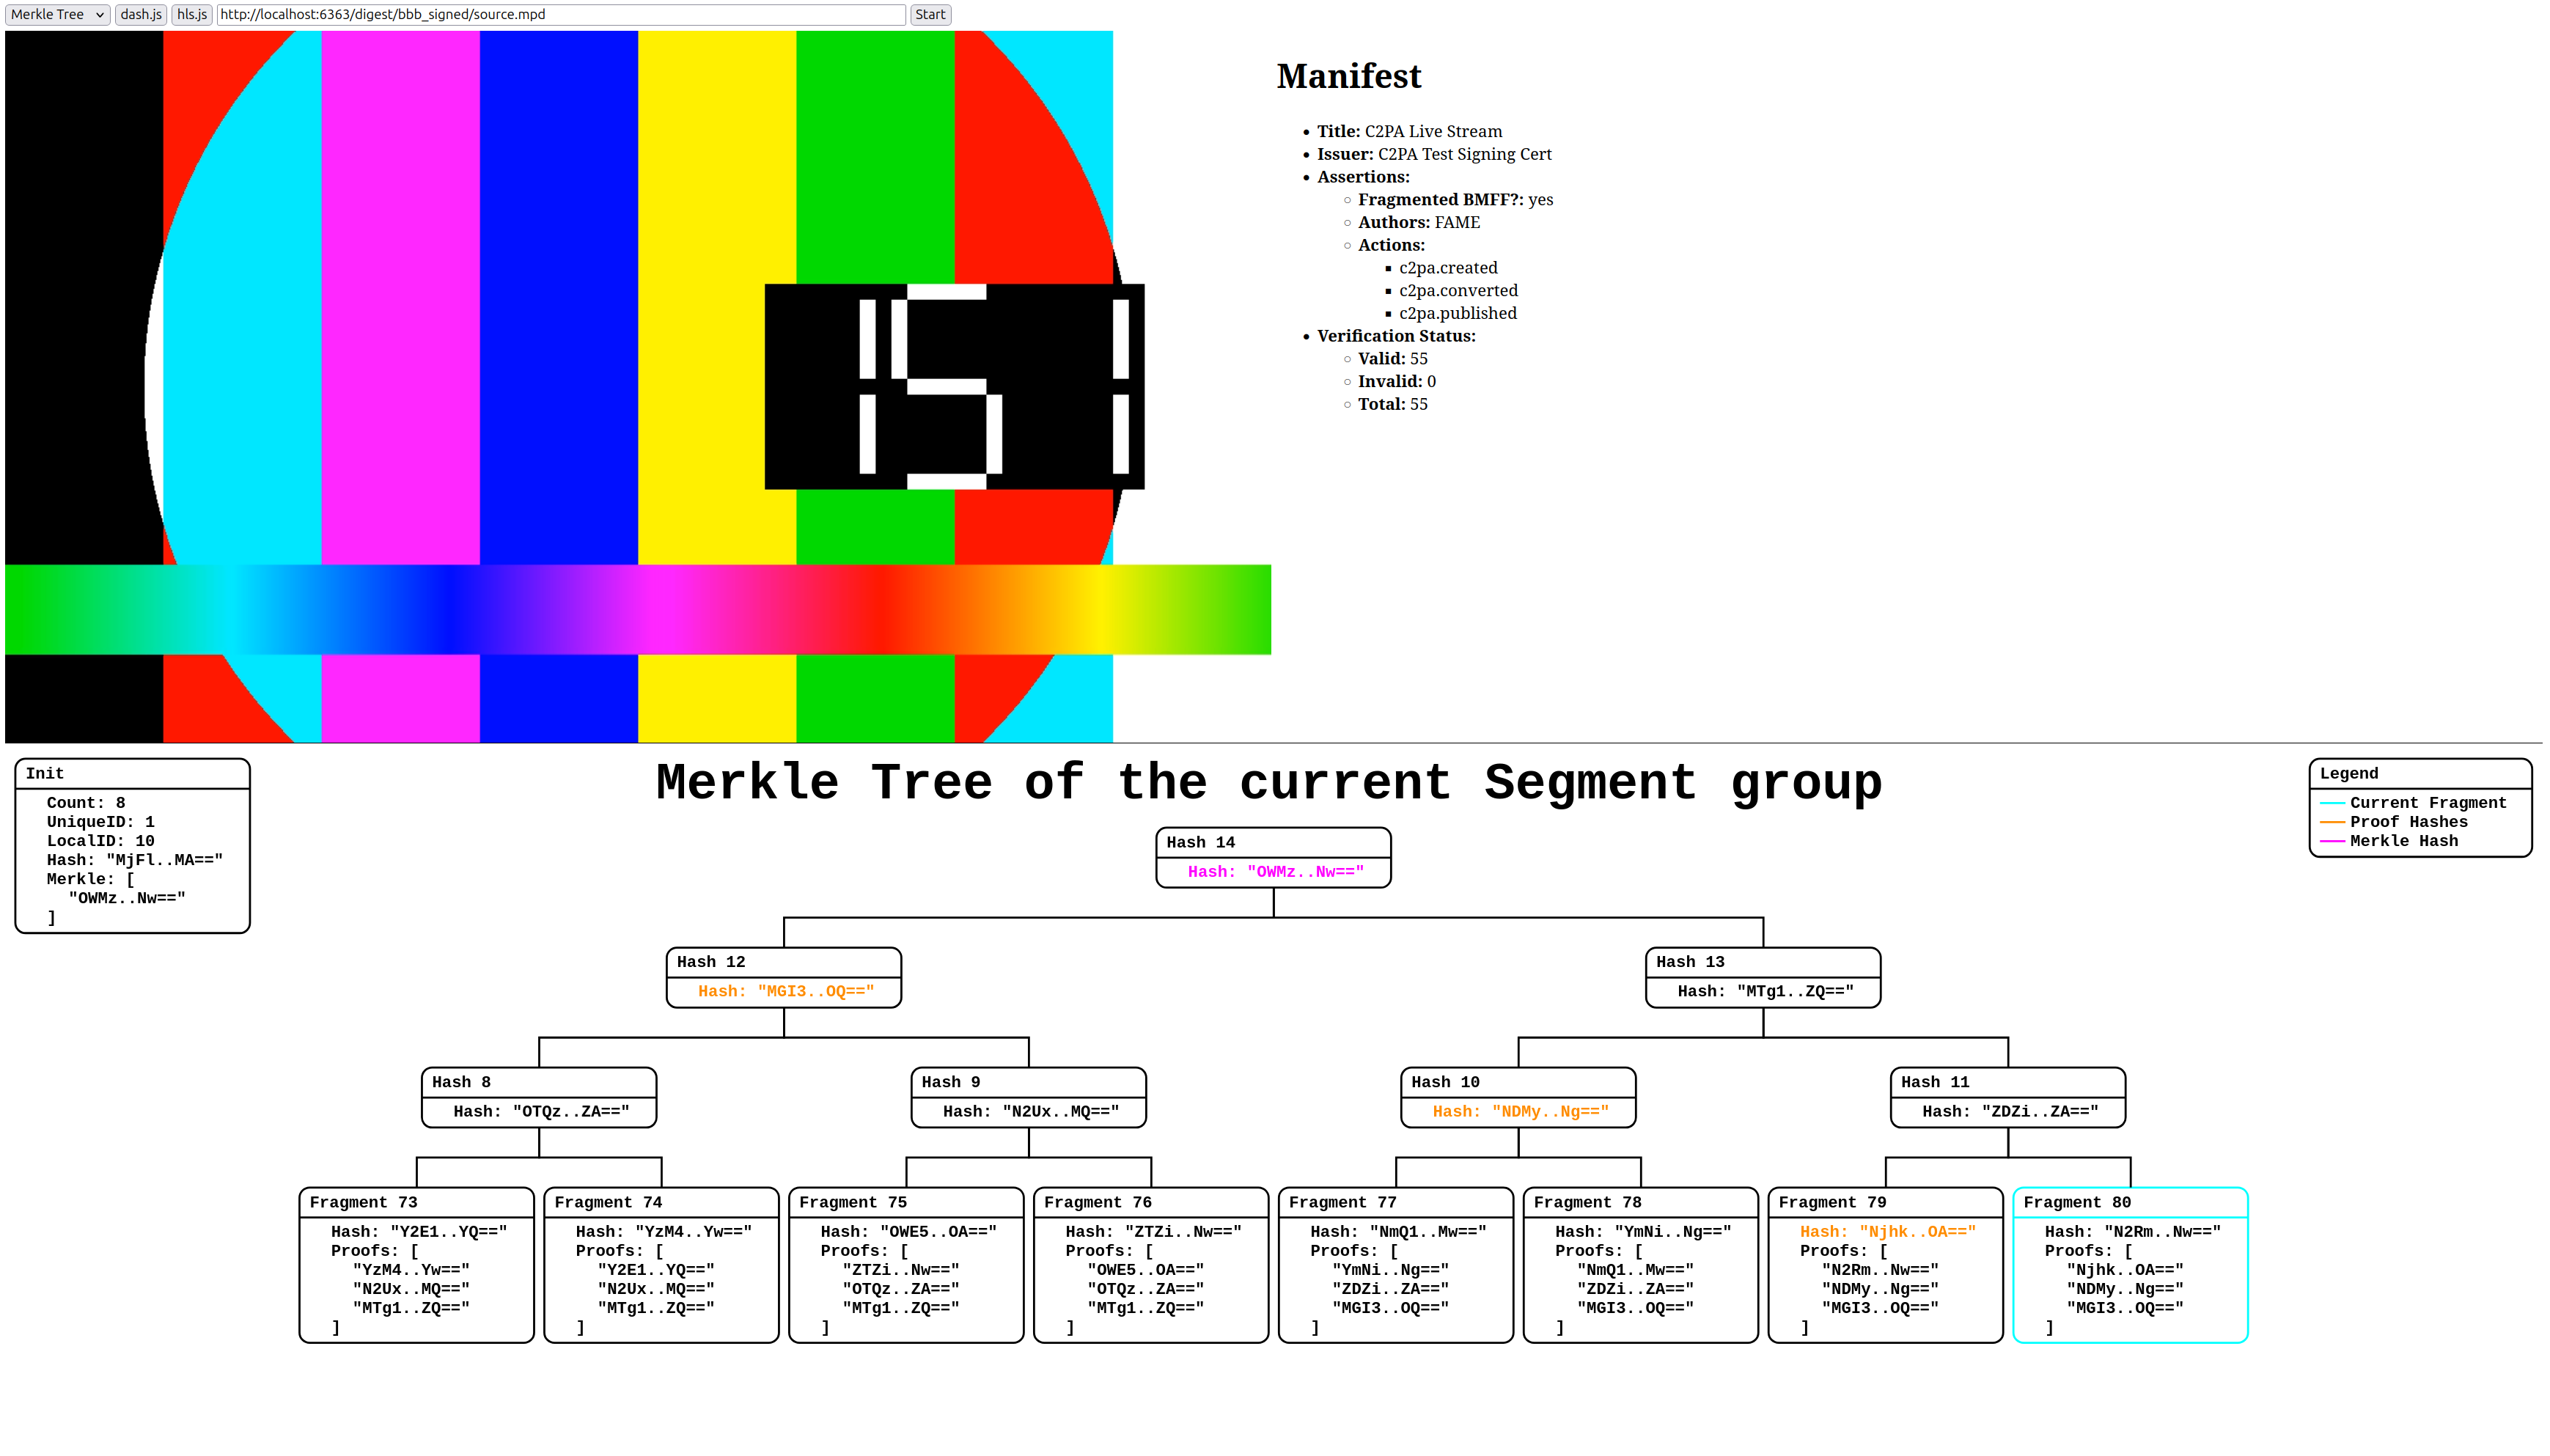 Merkle Tree dash.js hls.js http://localhost:6363/digest/bbb_signed/source.mpd Start
151
Manifest
Title: C2PA Live Stream
Issuer: C2PA Test Signing Cert
Assertions:
Fragmented BMFF?: yes
Authors: FAME
Actions:
c2pa.created
c2pa.converted
c2pa.published
Verification Status:
Valid: 55
Invalid: 0
Total: 55
Init
Count: 8
UniqueID: 1
LocalID: 10
Hash: "MjFl..MA=="
Merkle: [
"OWMz..Nw=="
]
Merkle Tree of the current Segment group
Legend
Current Fragment
Proof Hashes
Merkle Hash
Hash 14
Hash: "OWMz..Nw=="
Hash 12
Hash: "MGI3..OQ=="
Hash 13
Hash: "MTg1..ZQ=="
Hash 8
Hash: "OTQz..ZA=="
Hash 9
Hash: "N2Ux..MQ=="
Hash 10
Hash: "NDMy..Ng=="
Hash 11
Hash: "ZDZi..ZA=="
Fragment 73
Hash: "Y2E1..YQ=="
Proofs: [
"YzM4..Yw=="
"N2Ux..MQ=="
"MTg1..ZQ=="
]
Fragment 74
Hash: "YzM4..Yw=="
Proofs: [
"Y2E1..YQ=="
"N2Ux..MQ=="
"MTg1..ZQ=="
]
Fragment 75
Hash: "OWE5..OA=="
Proofs: [
"ZTZi..Nw=="
"OTQz..ZA=="
"MTg1..ZQ=="
]
Fragment 76
Hash: "ZTZi..Nw=="
Proofs: [
"OWE5..OA=="
"OTQz..ZA=="
"MTg1..ZQ=="
]
Fragment 77
Hash: "NmQ1..Mw=="
Proofs: [
"YmNi..Ng=="
"ZDZi..ZA=="
"MGI3..OQ=="
]
Fragment 78
Hash: "YmNi..Ng=="
Proofs: [
"NmQ1..Mw=="
"ZDZi..ZA=="
"MGI3..OQ=="
]
Fragment 79
Hash: "Njhk..OA=="
Proofs: [
"N2Rm..Nw=="
"NDMy..Ng=="
"MGI3..OQ=="
]
Fragment 80
Hash: "N2Rm..Nw=="
Proofs: [
"Njhk..OA=="
"NDMy..Ng=="
"MGI3..OQ=="
]